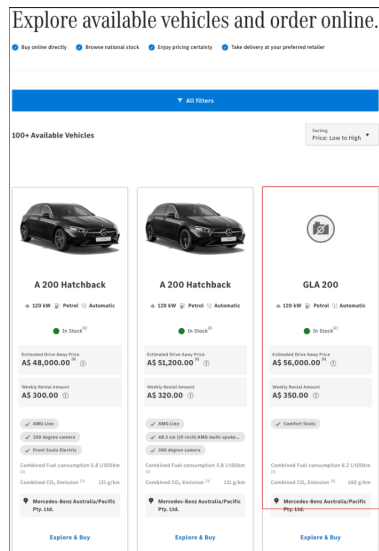 Explore available vehicles and order online.
Buy online directly Browse national stock Enjoy pricing certainty Take delivery at your preferred retailer
All filters
100+ Available Vehicles
Sorting
Price: Low to High
A 200 Hatchback
120 kW Petrol Automatic
In Stock
Estimated Drive Away Price
A$ 48,000.00
Weekly Rental Amount
A$ 300.00
AMG Line
360 degree camera
Front Seats Electric
Combined Fuel consumption 5.8 l/100km
Combined CO₂ Emission 131 g/km
Mercedes-Benz Australia/Pacific
Pty. Ltd.
Explore & Buy
A 200 Hatchback
120 kW Petrol Automatic
In Stock
Estimated Drive Away Price
A$ 51,200.00
Weekly Rental Amount
A$ 320.00
AMG Line
48.3 cm (19-inch) AMG multi-spoke...
360 degree camera
Combined Fuel consumption 5.8 l/100km
Combined CO₂ Emission 131 g/km
Mercedes-Benz Australia/Pacific
Pty. Ltd.
Explore & Buy
GLA 200
120 kW Petrol Automatic
In Stock
Estimated Drive Away Price
A$ 56,000.00
Weekly Rental Amount
A$ 350.00
Comfort Seats
Combined Fuel consumption 6.2 l/100km
Combined CO₂ Emission 140 g/km
Mercedes-Benz Australia/Pacific
Pty. Ltd.
Explore & Buy